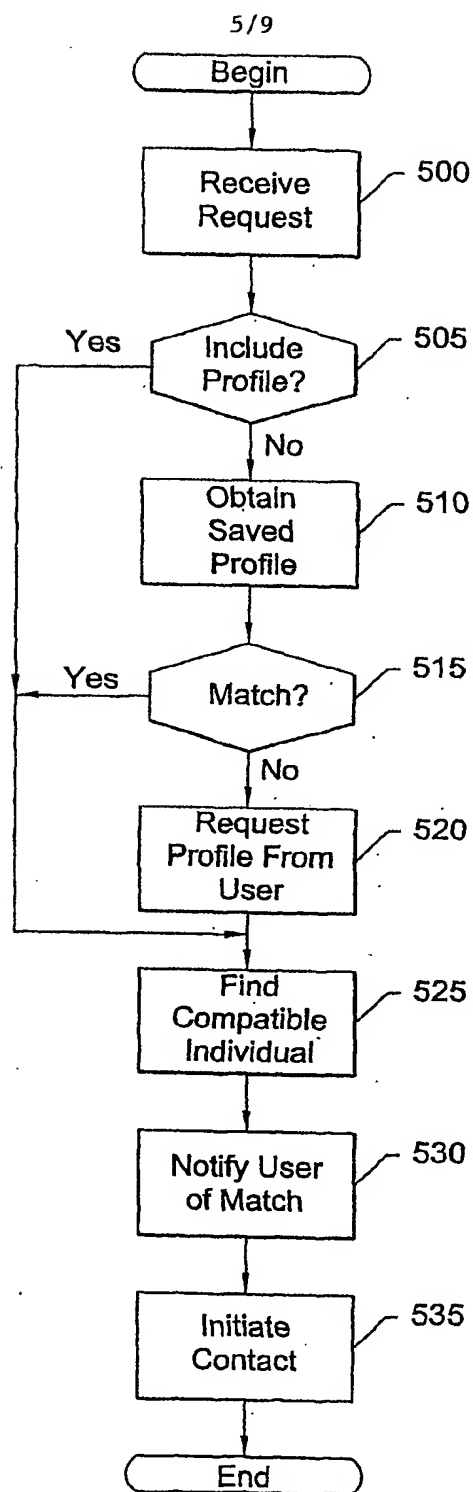 5/9
Begin
Receive
Request
500
Include
Profile?
505
Yes
No
Obtain
Saved
Profile
510
Match?
515
Yes
No
Request
Profile From
User
520
Find
Compatible
Individual
525
Notify User
of Match
530
Initiate
Contact
535
End